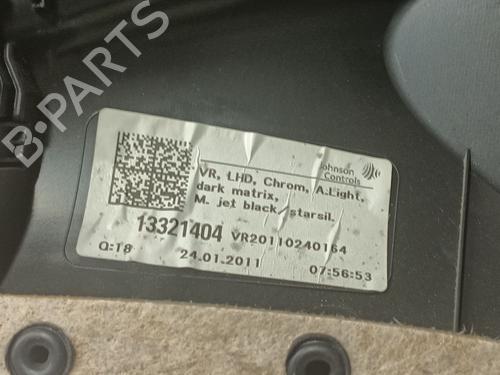 B-PARTS
Johnson
Controls
VR, LHD, Chrom, A.Light,
dark matrix,
M. jet black, starsil.
13321404 VR20110240164
Q:18 24.01.2011 07:56:53